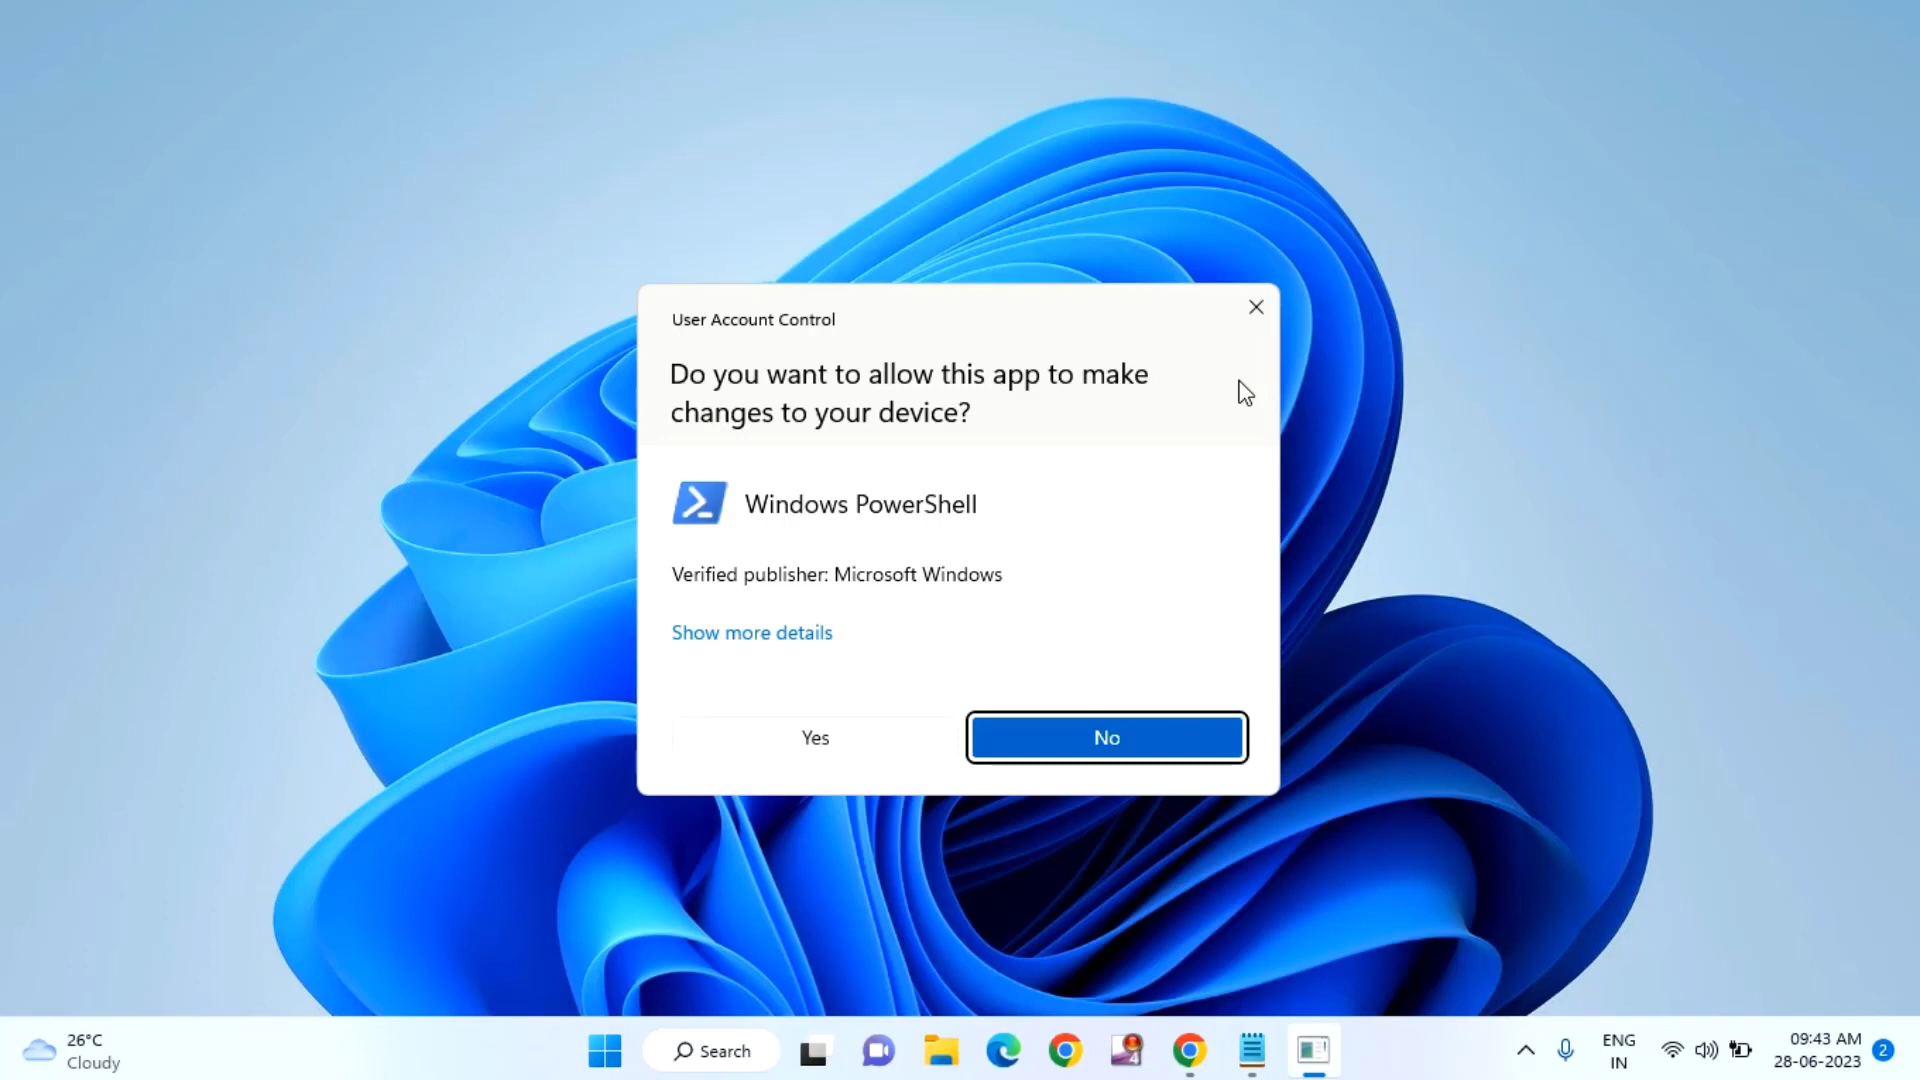 User Account Control
Do you want to allow this app to make
changes to your device?
Windows PowerShell
Verified publisher: Microsoft Windows
Show more details
Yes
No
26°C
Cloudy
Search
4
ENG
IN
09:43 AM
28-06-2023
2